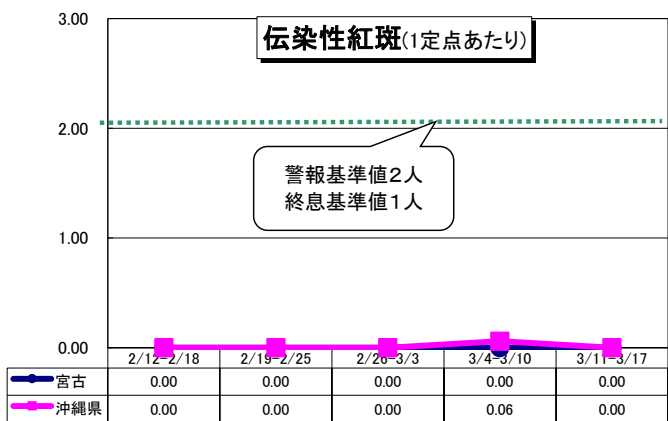 伝染性紅斑(1定点あたり)
3.00
2.00
1.00
0.00
警報基準値2人
終息基準値1人
2/12-2/18 2/19-2/25 2/26-3/3 3/4-3/10 3/11-3/17
宮古 0.00 0.00 0.00 0.00 0.00
沖縄県 0.00 0.00 0.00 0.06 0.00